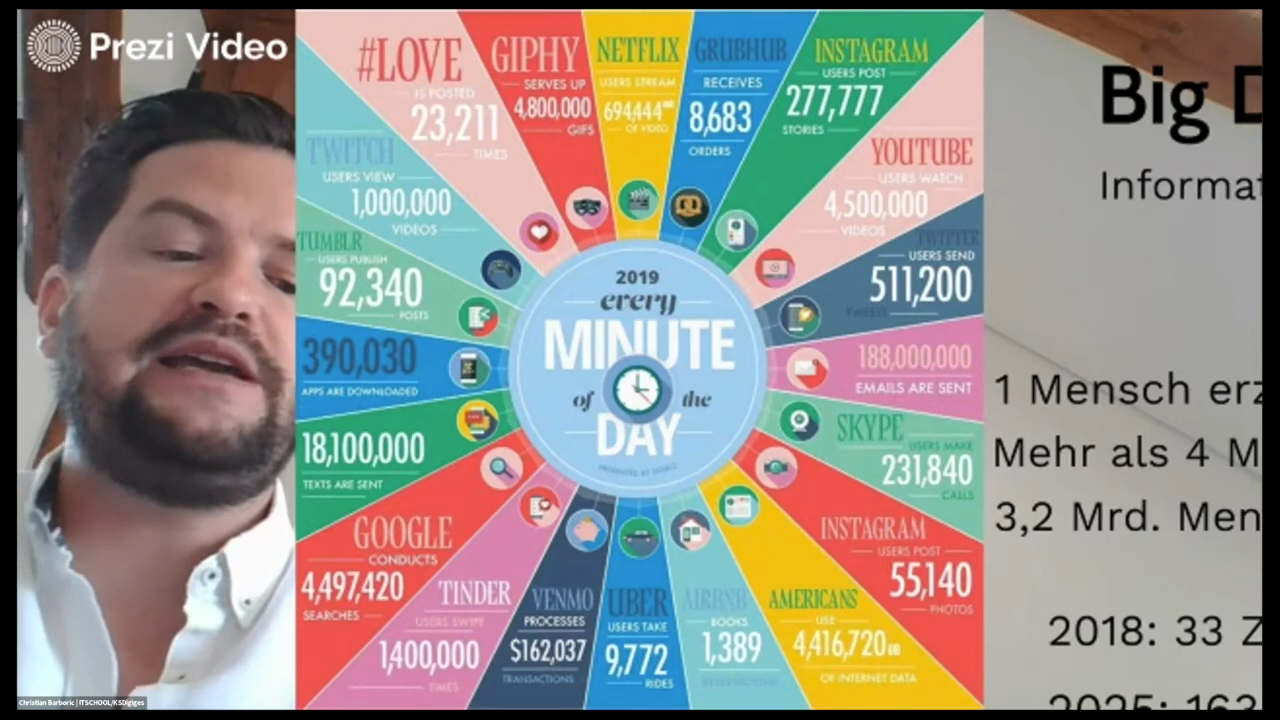 Prezi Video
#LOVE
IS POSTED
23,211
TIMES
GIPHY
SERVES UP
4,800,000
GIFS
NETFLIX
USERS STREAM
694,444
OF VIDEO
GRUBHUB
RECEIVES
8,683
ORDERS
INSTAGRAM
USERS POST
277,777
STORIES
YOUTUBE
USERS WATCH
4,500,000
VIDEOS
TWITTER
USERS SEND
511,200
TWEETS
188,000,000
EMAILS ARE SENT
SKYPE
USERS MAKE
231,840
CALLS
INSTAGRAM
USERS POST
55,140
PHOTOS
AMERICANS
USE
4,416,720 GB
OF INTERNET DATA
AIRBNB
BOOKS
1,389
UBER
USERS TAKE
9,772
RIDES
VENMO
PROCESSES
$162,037
TRANSACTIONS
TINDER
USERS SWIPE
1,400,000
TIMES
GOOGLE
CONDUCTS
4,497,420
SEARCHES
18,100,000
TEXTS ARE SENT
390,030
APPS ARE DOWNLOADED
TUMBLR
USERS PUBLISH
92,340
POSTS
TWITCH
USERS VIEW
1,000,000
VIDEOS
2019
every
MINUTE
of the
DAY
PRESENTED BY DOMO
Big D
Informat
1 Mensch erz
Mehr als 4 M
3,2 Mrd. Men
2018: 33 Z
2025: 163
Christian Barboric | ITSCHOOL/KSDigiges